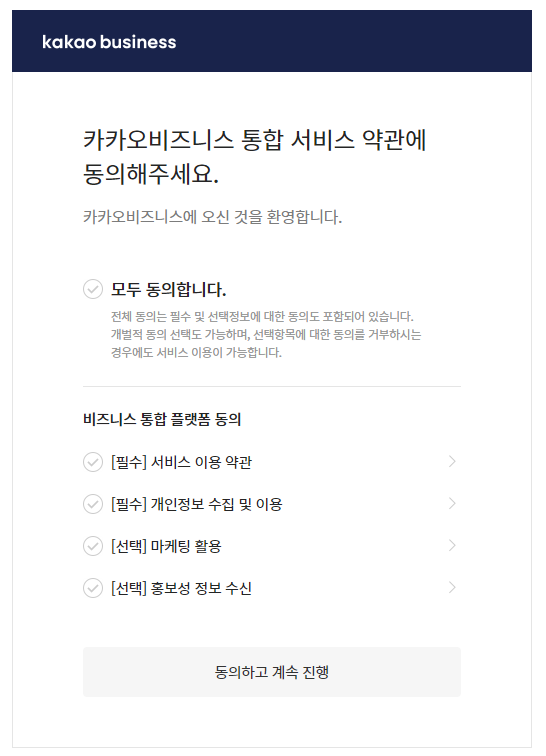 kakao business
카카오비즈니스 통합 서비스 약관에
동의해주세요.
카카오비즈니스에 오신 것을 환영합니다.
모두 동의합니다.
전체 동의는 필수 및 선택정보에 대한 동의도 포함되어 있습니다.
개별적 동의 선택도 가능하며, 선택항목에 대한 동의를 거부하시는
경우에도 서비스 이용이 가능합니다.
비즈니스 통합 플랫폼 동의
[필수] 서비스 이용 약관
[필수] 개인정보 수집 및 이용
[선택] 마케팅 활용
[선택] 홍보성 정보 수신
동의하고 계속 진행